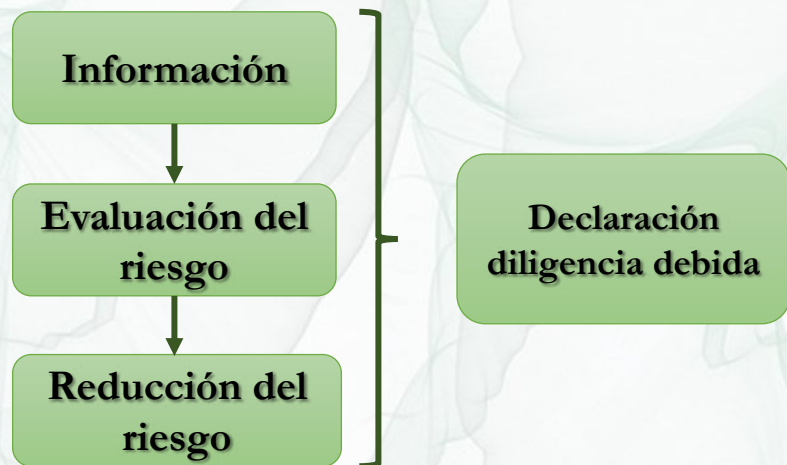 Información
Evaluación del
riesgo
Reducción del
riesgo
Declaración
diligencia debida